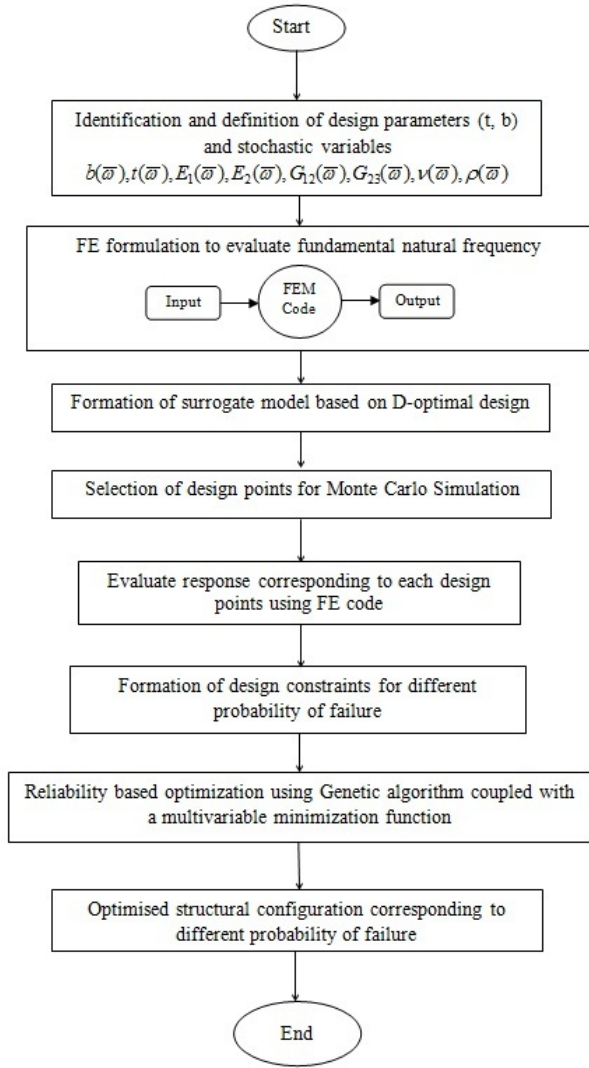 Start
Identification and definition of design parameters (t, b)
and stochastic variables
b(ϖ),t(ϖ),E₁(ϖ),E₂(ϖ),G₁₂(ϖ),G₂₃(ϖ),ν(ϖ),ρ(ϖ)
FE formulation to evaluate fundamental natural frequency
Input
FEM
Code
Output
Formation of surrogate model based on D-optimal design
Selection of design points for Monte Carlo Simulation
Evaluate response corresponding to each design
points using FE code
Formation of design constraints for different
probability of failure
Reliability based optimization using Genetic algorithm coupled with
a multivariable minimization function
Optimised structural configuration corresponding to
different probability of failure
End